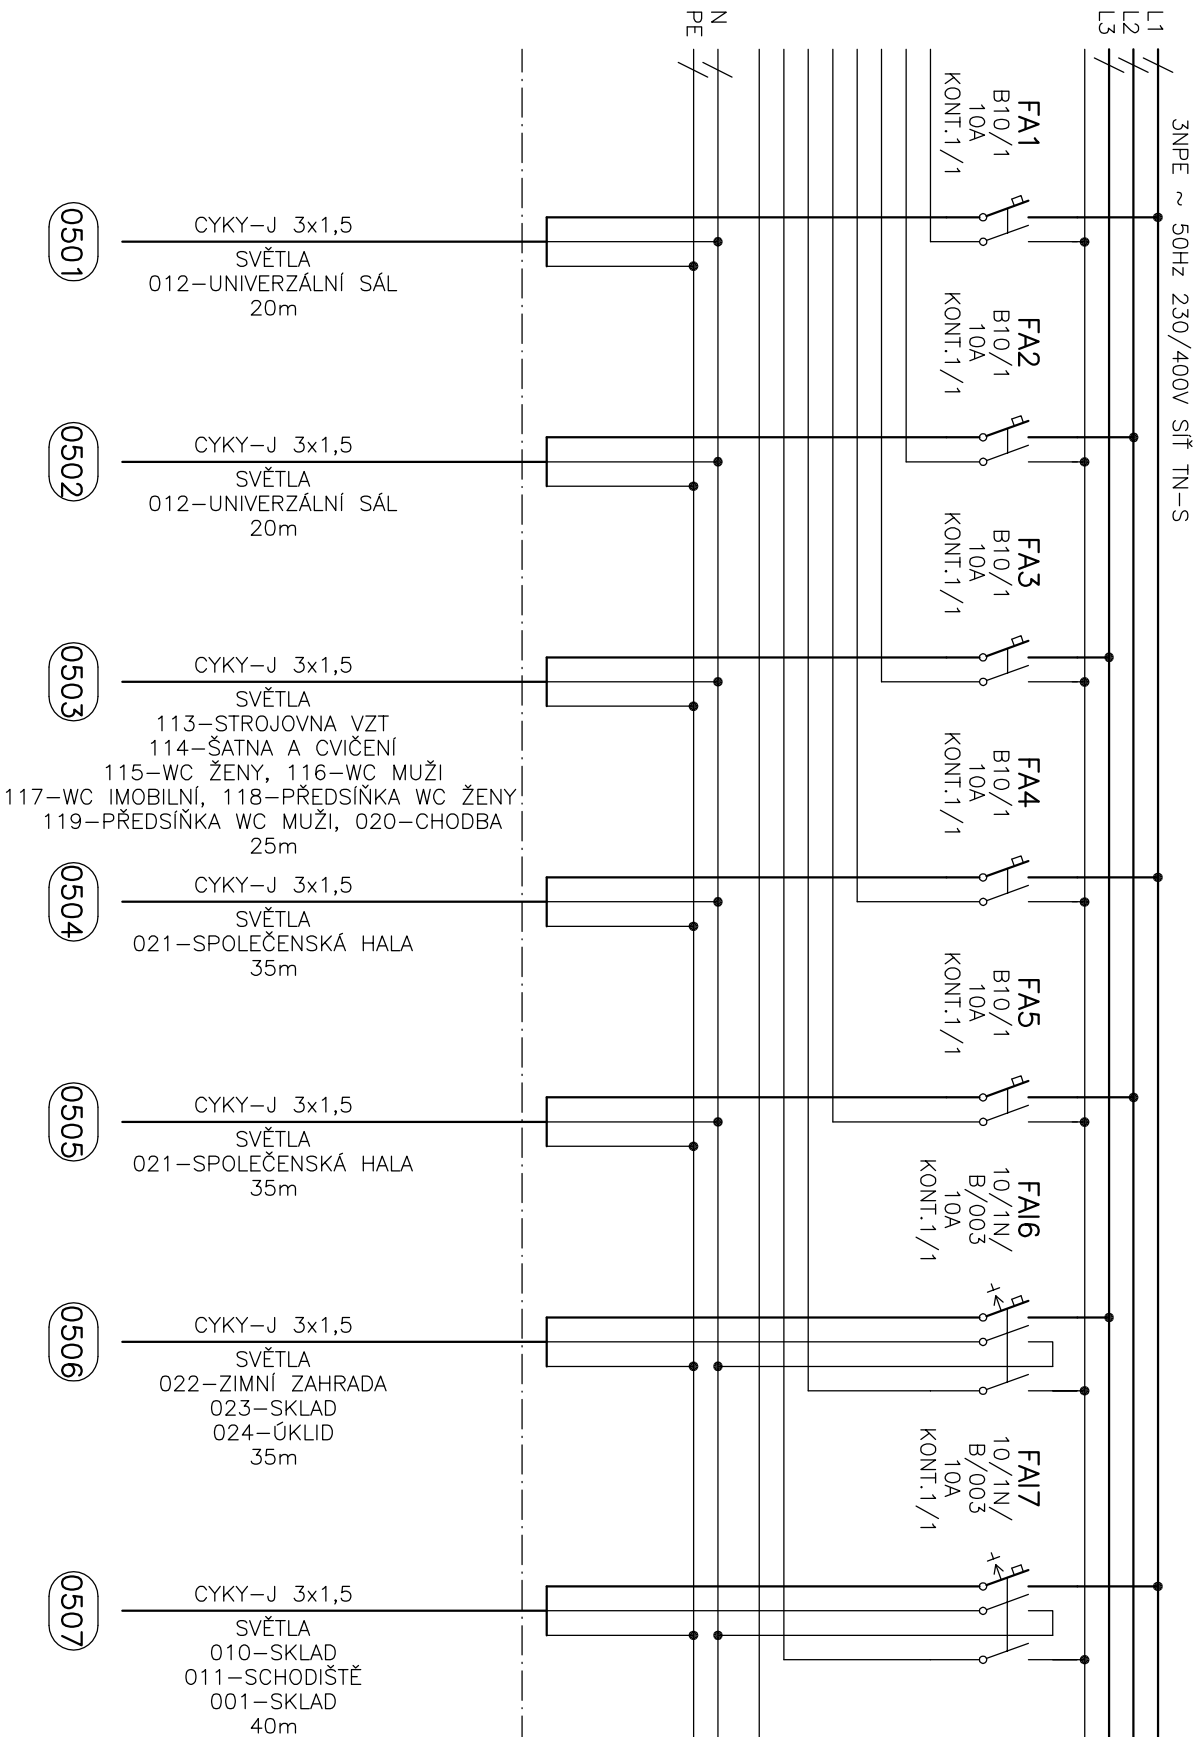 3NPE ~ 50Hz 230/400V SÍŤ TN-S
L1
L2
L3
N
PE
FA1
B10/1
10A
KONT.1/1
0501
CYKY-J 3x1,5
SVĚTLA
012-UNIVERZÁLNÍ SÁL
20m
FA2
B10/1
10A
KONT.1/1
0502
CYKY-J 3x1,5
SVĚTLA
012-UNIVERZÁLNÍ SÁL
20m
FA3
B10/1
10A
KONT.1/1
0503
CYKY-J 3x1,5
SVĚTLA
113-STROJOVNA VZT
114-ŠATNA A CVIČENÍ
115-WC ŽENY, 116-WC MUŽI
117-WC IMOBILNÍ, 118-PŘEDSÍŇKA WC ŽENY
119-PŘEDSÍŇKA WC MUŽI, 020-CHODBA
25m
FA4
B10/1
10A
KONT.1/1
0504
CYKY-J 3x1,5
SVĚTLA
021-SPOLEČENSKÁ HALA
35m
FA5
B10/1
10A
KONT.1/1
0505
CYKY-J 3x1,5
SVĚTLA
021-SPOLEČENSKÁ HALA
35m
FAI6
10/1N/
B/003
10A
KONT.1/1
0506
CYKY-J 3x1,5
SVĚTLA
022-ZIMNÍ ZAHRADA
023-SKLAD
024-ÚKLID
35m
FAI7
10/1N/
B/003
10A
KONT.1/1
0507
CYKY-J 3x1,5
SVĚTLA
010-SKLAD
011-SCHODIŠTĚ
001-SKLAD
40m